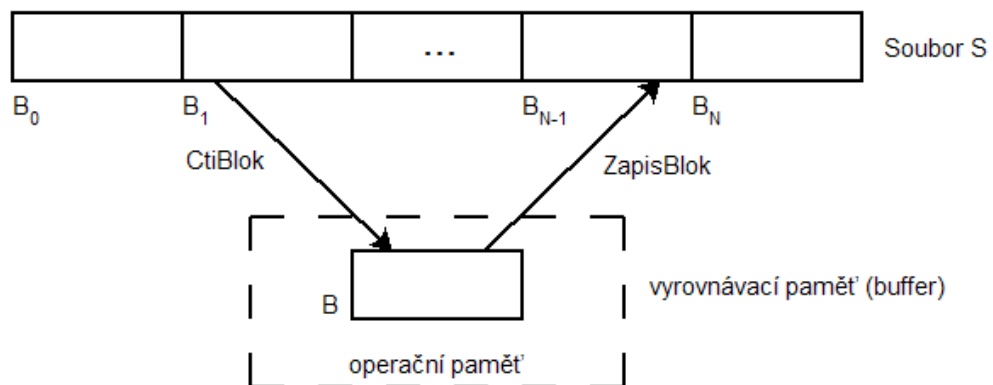 ...
Soubor S
B0
B1
BN-1
BN
CtiBlok
ZapisBlok
vyrovnávací paměť (buffer)
B
operační paměť